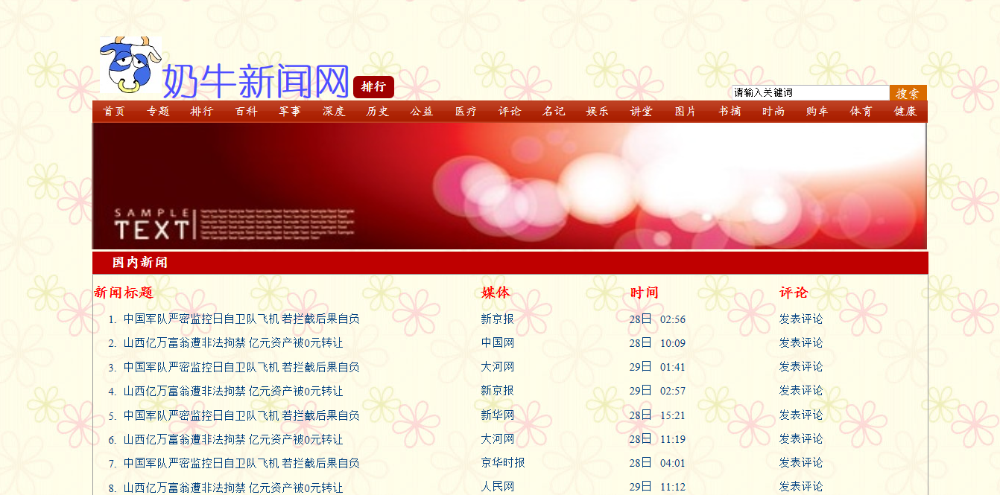 奶牛新闻网 排行
请输入关键词 搜索
首页 专题 排行 百科 军事 深度 历史 公益 医疗 评论 名记 娱乐 讲堂 图片 书摘 时尚 购车 体育 健康
SAMPLE
TEXT
Sample Text Sample Text Sample Text Sample Text Sample
国内新闻
新闻标题 媒体 时间 评论
1. 中国军队严密监控日自卫队飞机 若拦截后果自负 新京报 28日 02:56 发表评论
2. 山西亿万富翁遭非法拘禁 亿元资产被0元转让 中国网 28日 10:09 发表评论
3. 中国军队严密监控日自卫队飞机 若拦截后果自负 大河网 29日 01:41 发表评论
4. 山西亿万富翁遭非法拘禁 亿元资产被0元转让 新京报 29日 02:57 发表评论
5. 中国军队严密监控日自卫队飞机 若拦截后果自负 新华网 28日 15:21 发表评论
6. 山西亿万富翁遭非法拘禁 亿元资产被0元转让 大河网 28日 11:19 发表评论
7. 中国军队严密监控日自卫队飞机 若拦截后果自负 京华时报 28日 04:01 发表评论
8. 山西亿万富翁遭非法拘禁 亿元资产被0元转让 人民网 29日 11:12 发表评论